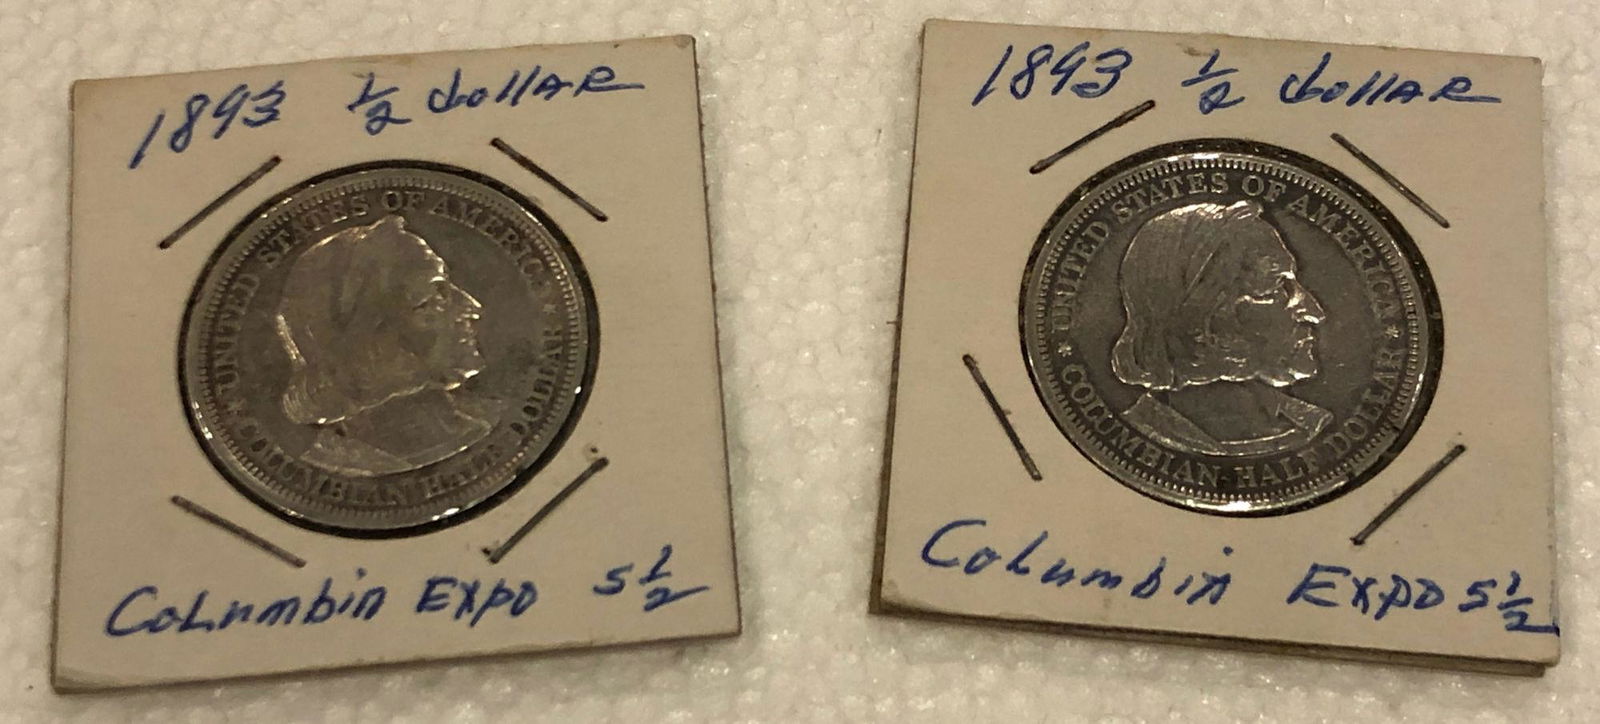 1893 1/2 dollar
UNITED STATES OF AMERICA
COLUMBIAN HALF DOLLAR
Columbin Expo 5 1/2
1893 1/2 dollar
UNITED STATES OF AMERICA
COLUMBIAN HALF DOLLAR
Columbin Expo 5 1/2